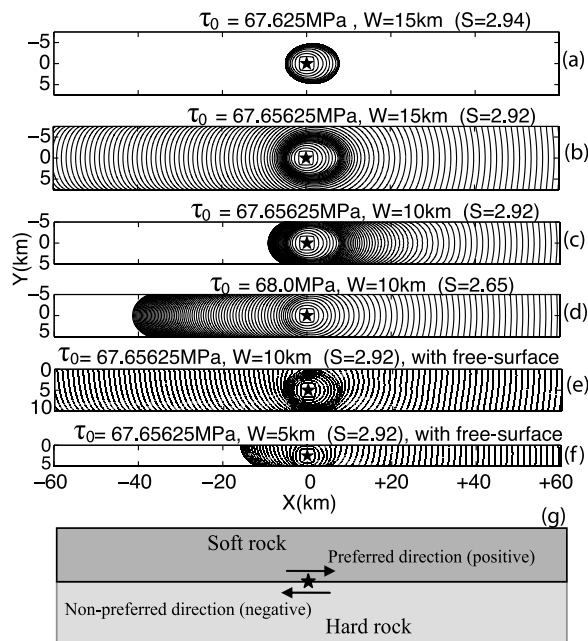 τ0 = 67.625MPa , W=15km (S=2.94)
−5
0
5
(a)
τ0 = 67.65625MPa, W=15km (S=2.92)
−5
0
5
(b)
τ0 = 67.65625MPa, W=10km (S=2.92)
−5
0
5
(c)
Y(km)
τ0 = 68.0MPa, W=10km (S=2.65)
−5
0
5
(d)
τ0= 67.65625MPa, W=10km (S=2.92), with free-surface
0
5
10
(e)
τ0= 67.65625MPa, W=5km (S=2.92), with free-surface
0
5
(f)
−60 −40 −20 0 +20 +40 +60
X(km)
(g)
Soft rock
Preferred direction (positive)
Non-preferred direction (negative)
Hard rock